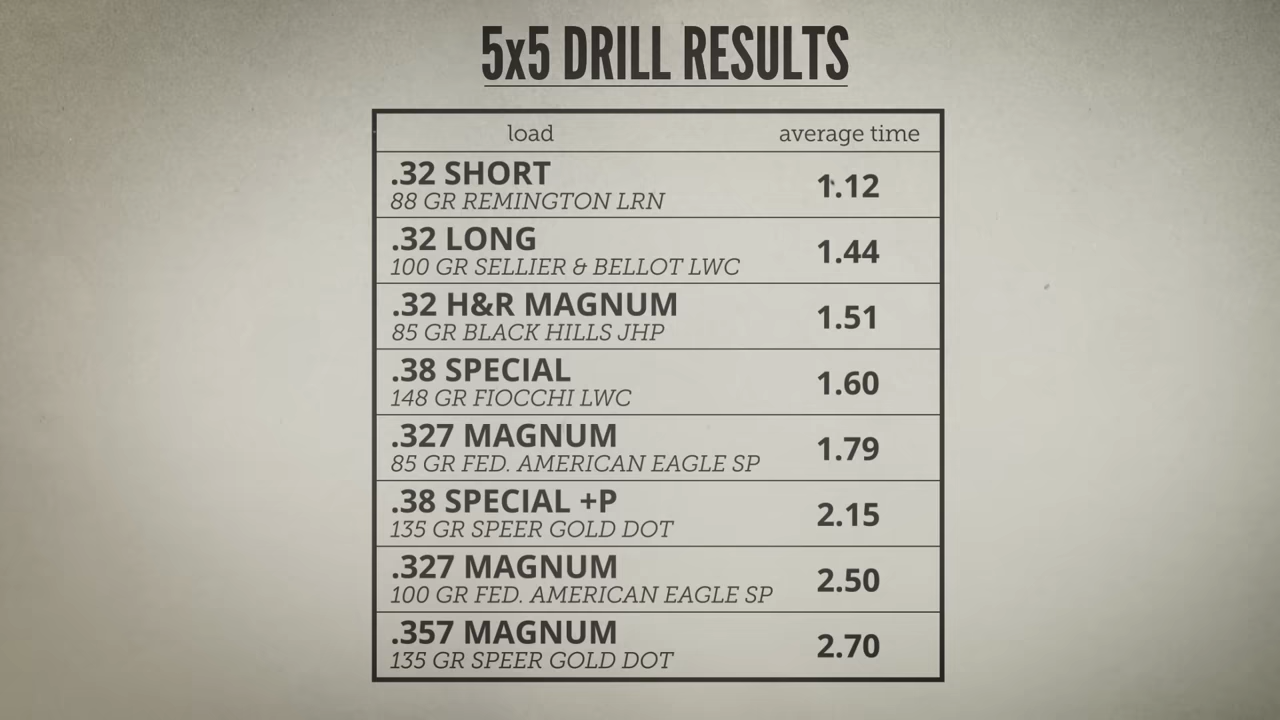 5x5 DRILL RESULTS
load average time
.32 SHORT
88 GR REMINGTON LRN
1.12
.32 LONG
100 GR SELLIER & BELLOT LWC
1.44
.32 H&R MAGNUM
85 GR BLACK HILLS JHP
1.51
.38 SPECIAL
148 GR FIOCCHI LWC
1.60
.327 MAGNUM
85 GR FED. AMERICAN EAGLE SP
1.79
.38 SPECIAL +P
135 GR SPEER GOLD DOT
2.15
.327 MAGNUM
100 GR FED. AMERICAN EAGLE SP
2.50
.357 MAGNUM
135 GR SPEER GOLD DOT
2.70